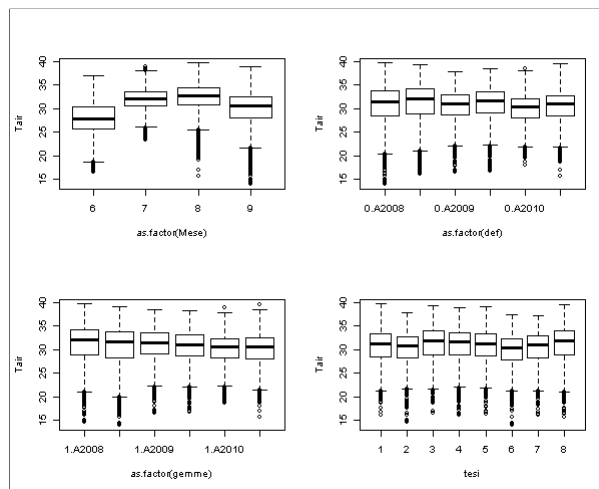 40
35
30
25
20
15
Tair
6 7 8 9
as.factor(Mese)
40
35
30
25
20
15
Tair
0.A2008 0.A2009 0.A2010
as.factor(def)
40
35
30
25
20
15
Tair
1.A2008 1.A2009 1.A2010
as.factor(gemme)
40
35
30
25
20
15
Tair
1 2 3 4 5 6 7 8
tesi